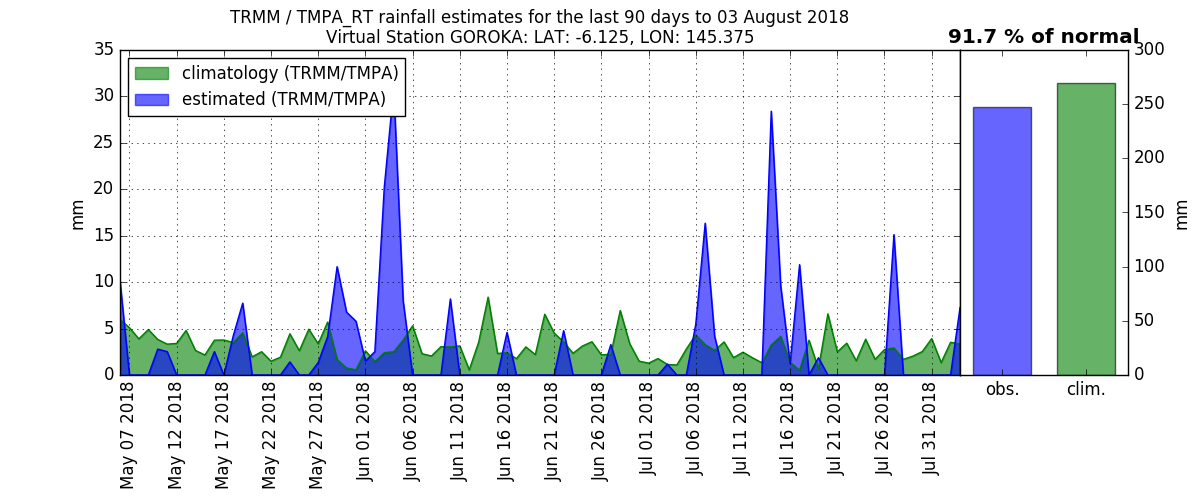 TRMM / TMPA_RT rainfall estimates for the last 90 days to 03 August 2018
Virtual Station GOROKA: LAT: -6.125, LON: 145.375
91.7 % of normal
climatology (TRMM/TMPA)
estimated (TRMM/TMPA)
35
30
25
20
15
10
5
0
mm
May 07 2018
May 12 2018
May 17 2018
May 22 2018
May 27 2018
Jun 01 2018
Jun 06 2018
Jun 11 2018
Jun 16 2018
Jun 21 2018
Jun 26 2018
Jul 01 2018
Jul 06 2018
Jul 11 2018
Jul 16 2018
Jul 21 2018
Jul 26 2018
Jul 31 2018
300
250
200
150
100
50
0
mm
obs.
clim.